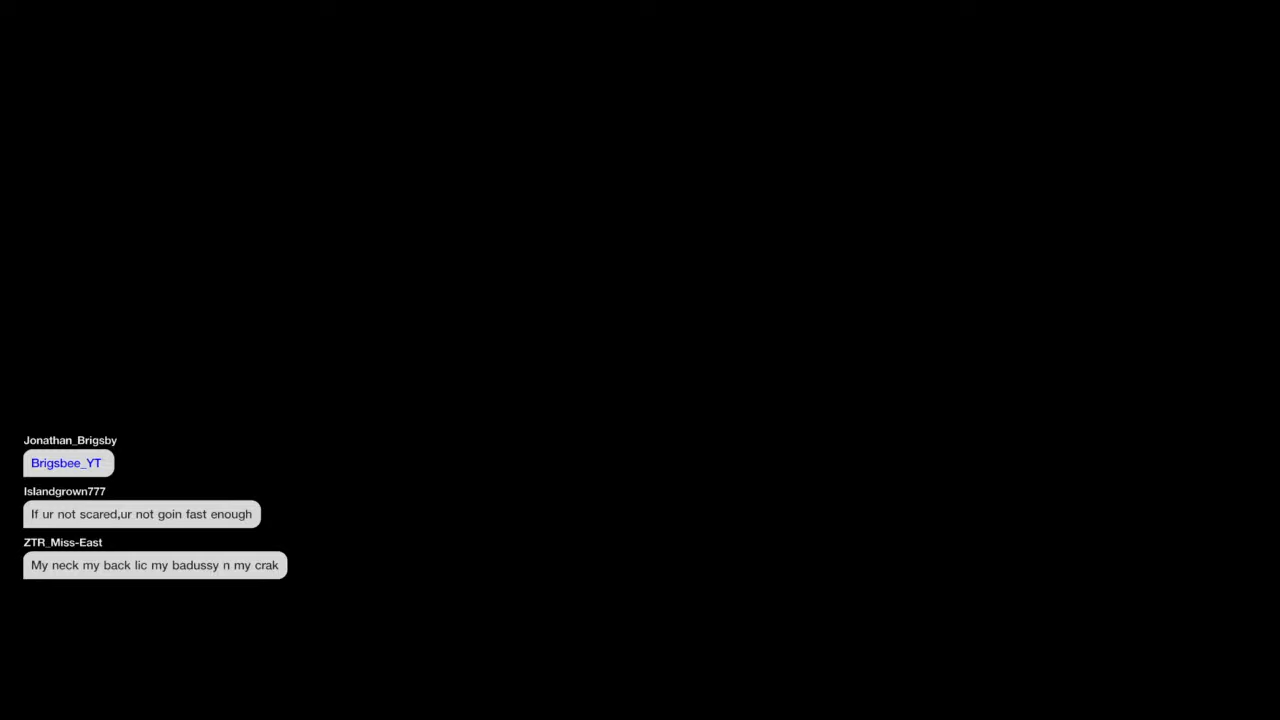 Jonathan_Brigsby
Brigsbee_YT
Islandgrown777
If ur not scared,ur not goin fast enough
ZTR_Miss-East
My neck my back lic my badussy n my crak